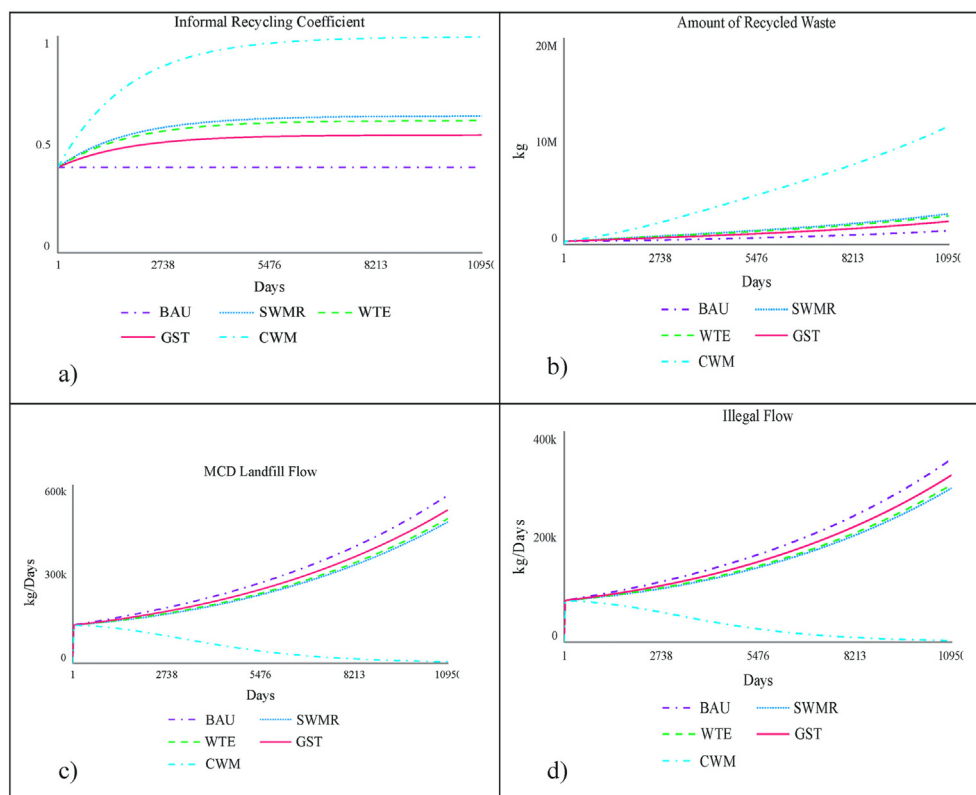 Informal Recycling Coefficient
1
0.5
0
1 2738 5476 8213 10950
Days
BAU SWMR WTE
GST CWM
a)
Amount of Recycled Waste
20M
kg
10M
0
1 2738 5476 8213 10950
Days
BAU SWMR
WTE GST
CWM
b)
MCD Landfill Flow
600k
kg/Days
300k
0
1 2738 5476 8213 10950
Days
BAU SWMR
WTE GST
CWM
c)
Illegal Flow
400k
kg/Days
200k
0
1 2738 5476 8213 10950
Days
BAU SWMR
WTE GST
CWM
d)